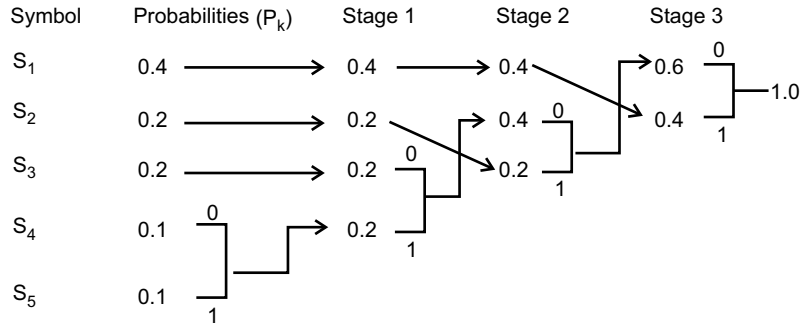 Symbol Probabilities (Pk) Stage 1 Stage 2 Stage 3
S1 0.4 0.4 0.4 0.6 0
1.0
S2 0.2 0.2 0.4 0 0.4 1
S3 0.2 0.2 0 0.2 1
S4 0.1 0 0.2 1
S5 0.1 1